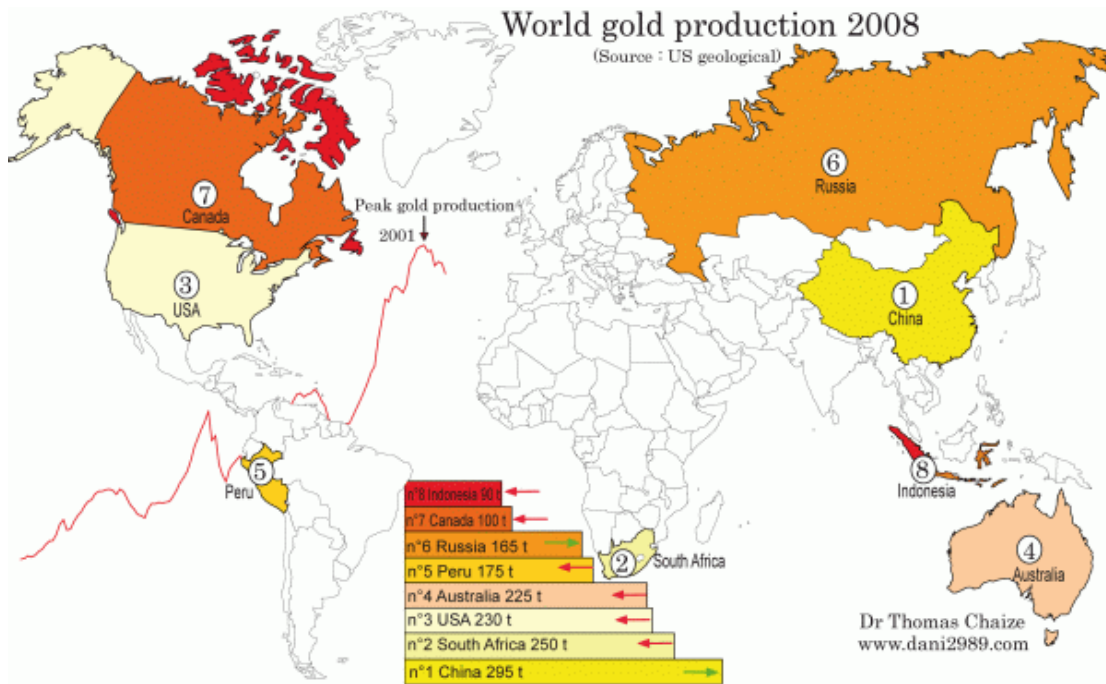 World gold production 2008
(Source : US geological)
6
Russia
7
Canada
Peak gold production
2001
3
USA
1
China
5
Peru
8
Indonesia
n°8 Indonesia 90 t
n°7 Canada 100 t
n°6 Russia 165 t
n°5 Peru 175 t
n°4 Australia 225 t
n°3 USA 230 t
n°2 South Africa 250 t
n°1 China 295 t
2
South Africa
4
Australia
Dr Thomas Chaize
www.dani2989.com